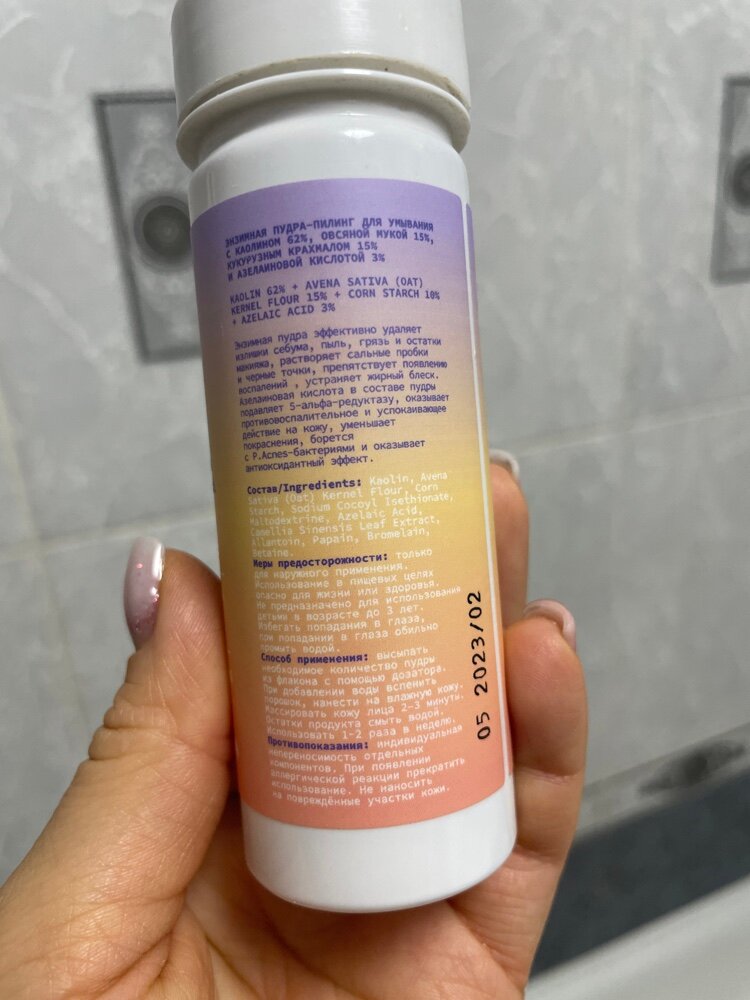 ЭНЗИМНАЯ ПУДРА-ПИЛИНГ ДЛЯ УМЫВАНИЯ
С КАОЛИНОМ 62%, ОВСЯНОЙ МУКОЙ 15%,
КУКУРУЗНЫМ КРАХМАЛОМ 15%
И АЗЕЛАИНОВОЙ КИСЛОТОЙ 3%
KAOLIN 62% + AVENA SATIVA (OAT)
KERNEL FLOUR 15% + CORN STARCH 10%
+ AZELAIC ACID 3%
Энзимная пудра эффективно удаляет
излишки себума, пыль, грязь и остатки
макияжа, растворяет сальные пробки
и черные точки, препятствует появлению
воспалений , устраняет жирный блеск.
Азелаиновая кислота в составе пудры
подавляет 5-альфа-редуктазу, оказывает
противовоспалительное и успокаивающее
действие на кожу, уменьшает
покраснения, борется
с P.Acnes-бактериями и оказывает
антиоксидантный эффект.
Состав/Ingredients: Kaolin, Avena
Sativa (Oat) Kernel Flour, Corn
Starch, Sodium Cocoyl Isethionate,
Maltodextrine, Azelaic Acid,
Camellia Sinensis Leaf Extract,
Allantoin, Papain, Bromelain,
Betaine.
Меры предосторожности: только
для наружного применения.
Использование в пищевых целях
опасно для жизни или здоровья.
Не предназначено для использования
детьми в возрасте до 3 лет.
Избегать попадания в глаза,
при попадании в глаза обильно
промыть водой.
Способ применения: высыпать
необходимое количество пудры
из флакона с помощью дозатора.
При добавлении воды вспенить
порошок, нанести на влажную кожу.
Массировать кожу лица 2-3 минуты.
Остатки продукта смыть водой.
Использовать 1-2 раза в неделю.
Противопоказания: индивидуальная
непереносимость отдельных
компонентов. При появлении
аллергической реакции прекратить
использование. Не наносить
на повреждённые участки кожи.
05 2023/02